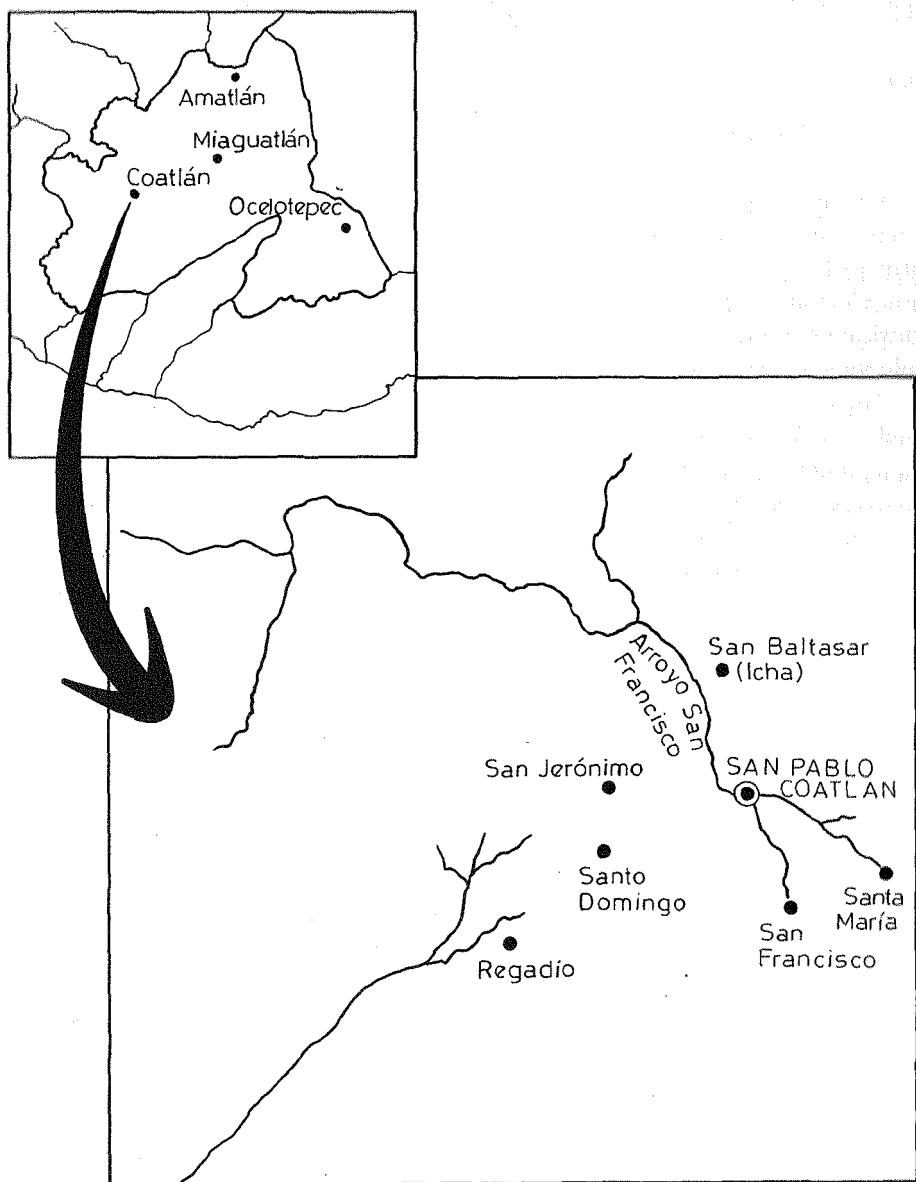 Amatlán
Miaguatlán
Coatlán
Ocelotepec
Arroyo San
Francisco
San Baltasar
(Icha)
San Jerónimo
SAN PABLO
COATLAN
Santo
Domingo
Santa
María
San
Francisco
Regadío